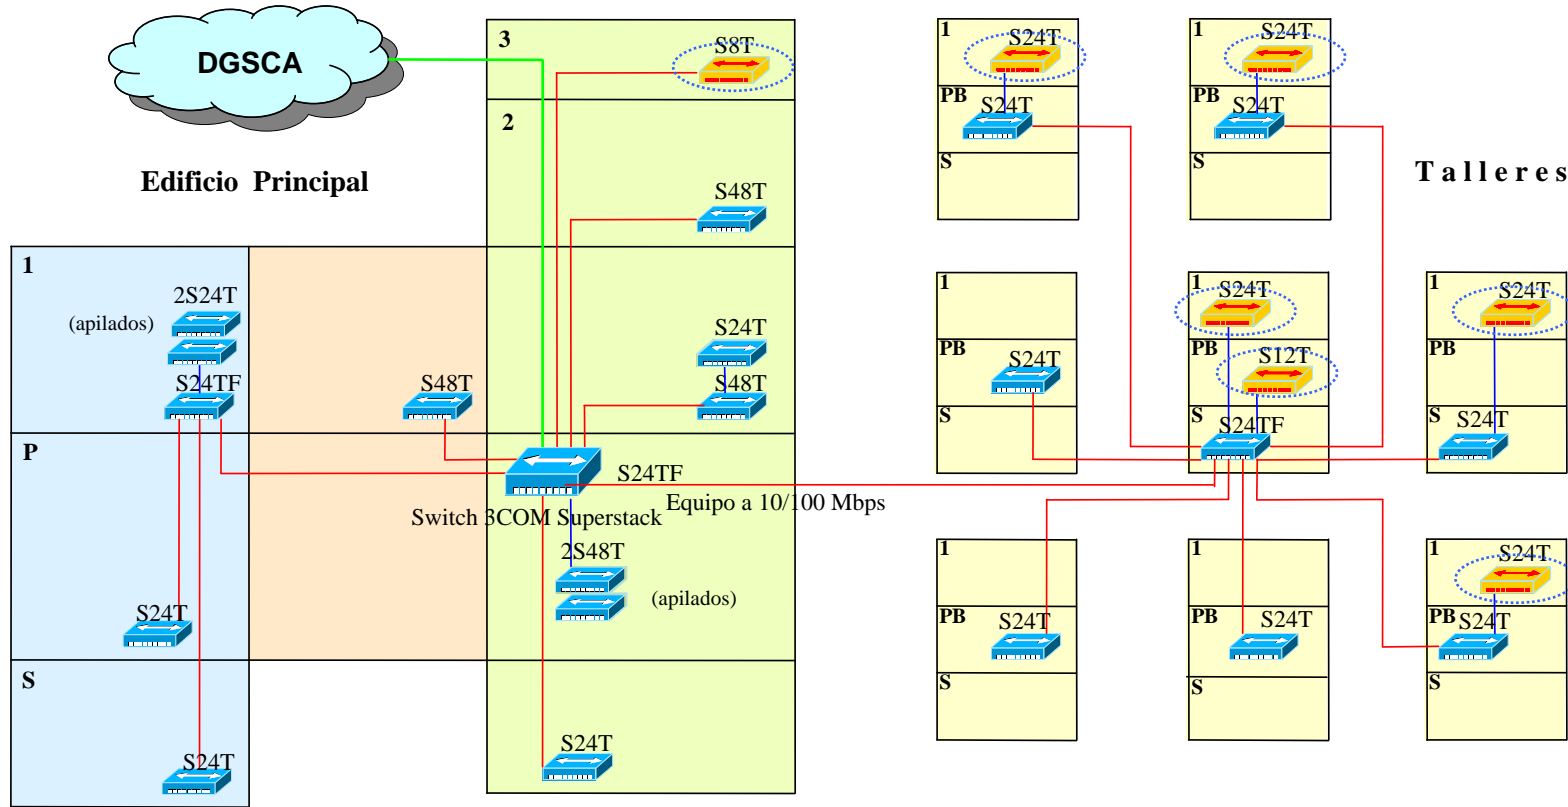 DGSCA
Edificio Principal
3
S8T
2
S48T
1
2S24T
(apilados)
S24TF
S48T
S24T
S48T
P
S24TF
Switch 3COM Superstack
Equipo a 10/100 Mbps
2S48T
(apilados)
S24T
S
S24T
S24T
Talleres
1
S24T
PB
S24T
S
1
S24T
PB
S24T
S
1
PB
S24T
S
1
S24T
PB
S12T
S
S24TF
1
S24T
PB
S
S24T
1
PB
S24T
S
1
PB
S24T
S
1
S24T
PB
S24T
S